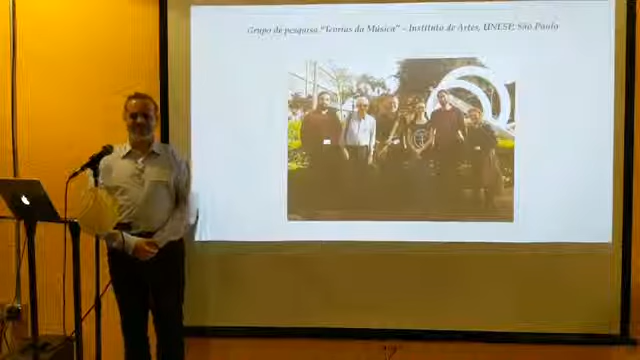 Grupo de pesquisa "Teorias da Música" – Instituto de Artes, UNESP, São Paulo